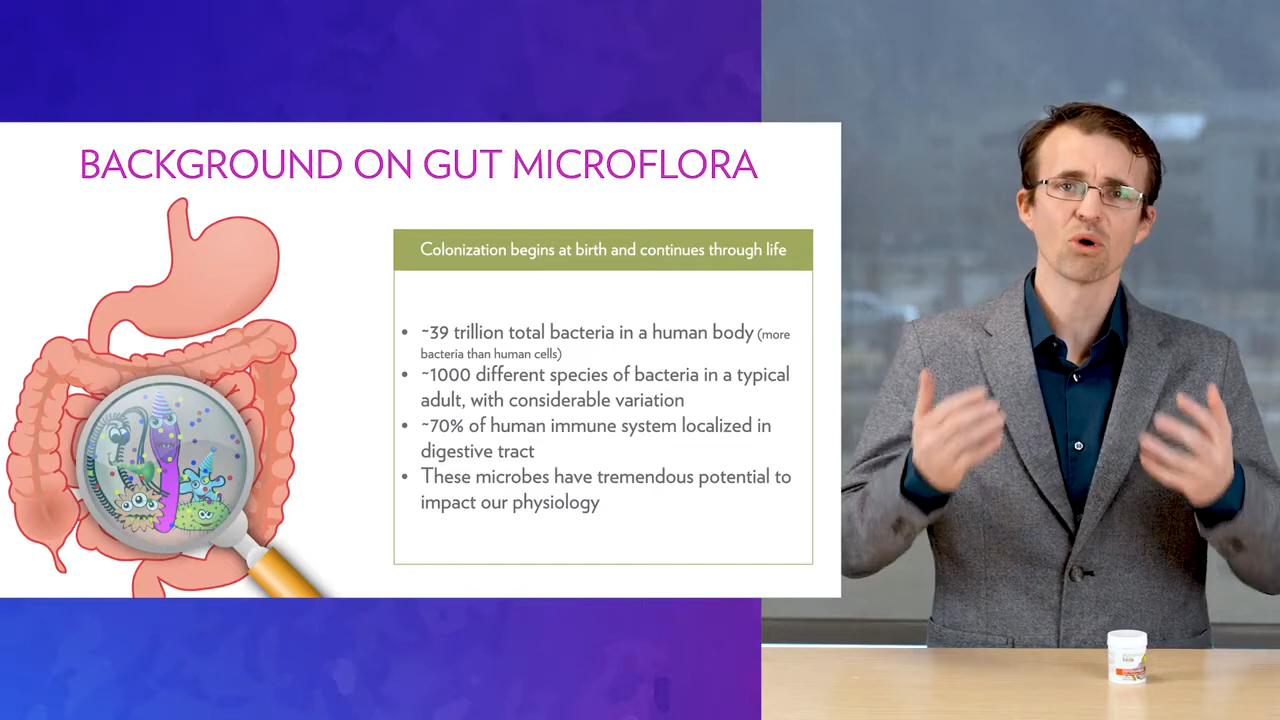 BACKGROUND ON GUT MICROFLORA
Colonization begins at birth and continues through life
• ~39 trillion total bacteria in a human body (more
bacteria than human cells)
• ~1000 different species of bacteria in a typical
adult, with considerable variation
• ~70% of human immune system localized in
digestive tract
• These microbes have tremendous potential to
impact our physiology